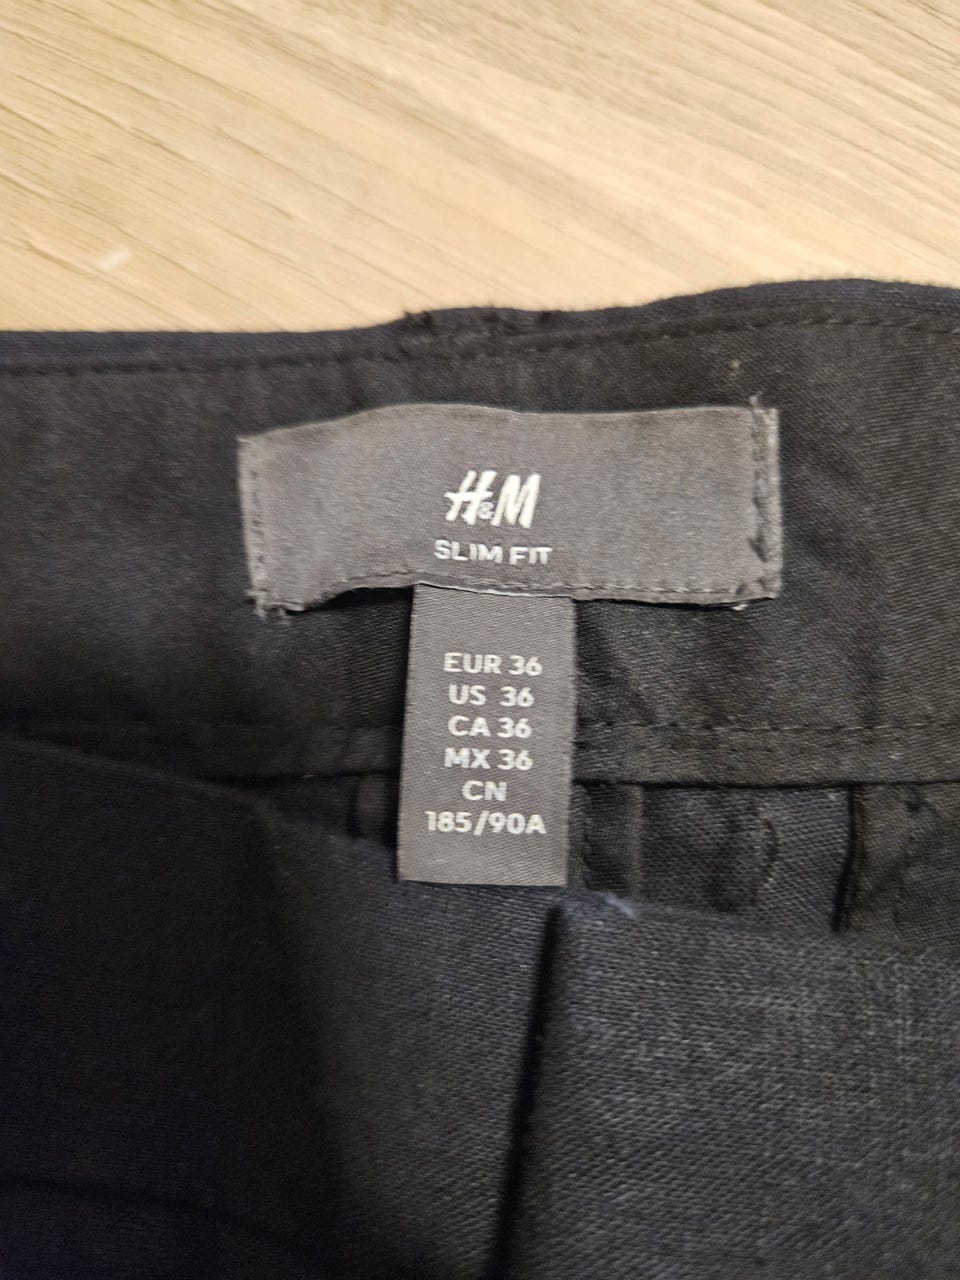 H&M
SLIM FIT
EUR 36
US 36
CA 36
MX 36
CN
185/90A